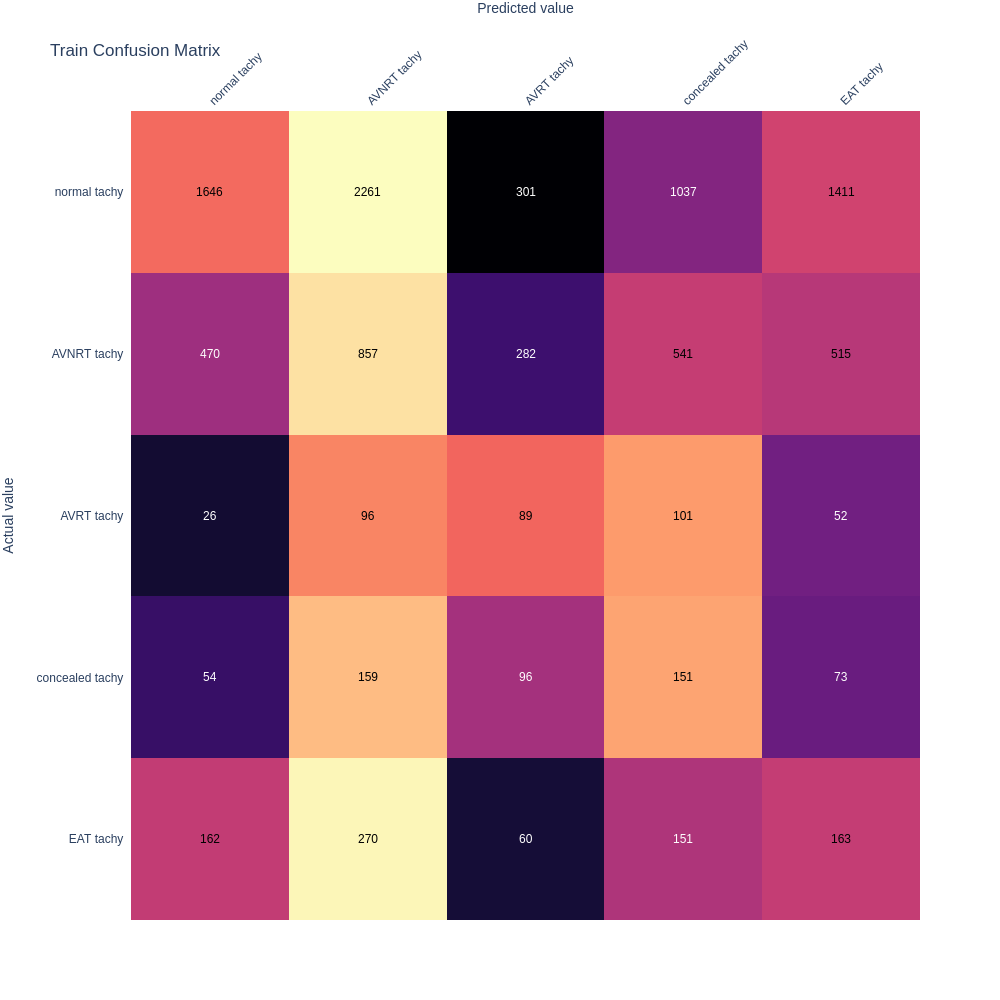 Predicted value
Train Confusion Matrix
normal tachy AVNRT tachy AVRT tachy concealed tachy EAT tachy
normal tachy 1646 2261 301 1037 1411
AVNRT tachy 470 857 282 541 515
AVRT tachy 26 96 89 101 52
Actual value
concealed tachy 54 159 96 151 73
EAT tachy 162 270 60 151 163